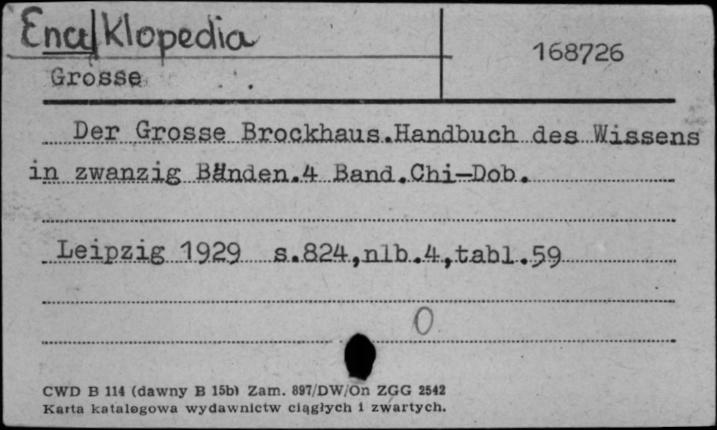 Encyklopedia
168726
Grosse
Der Grosse Brockhaus.Handbuch des Wissens
in zwanzig Bänden.4 Band.Chi-Dob.
Leipzig 1929 s.824,nlb.4,tabl.59
0
CWD B 114 (dawny B 15b) Zam. 897/DW/On ZGG 2542
Karta katalogowa wydawnictw ciągłych i zwartych.